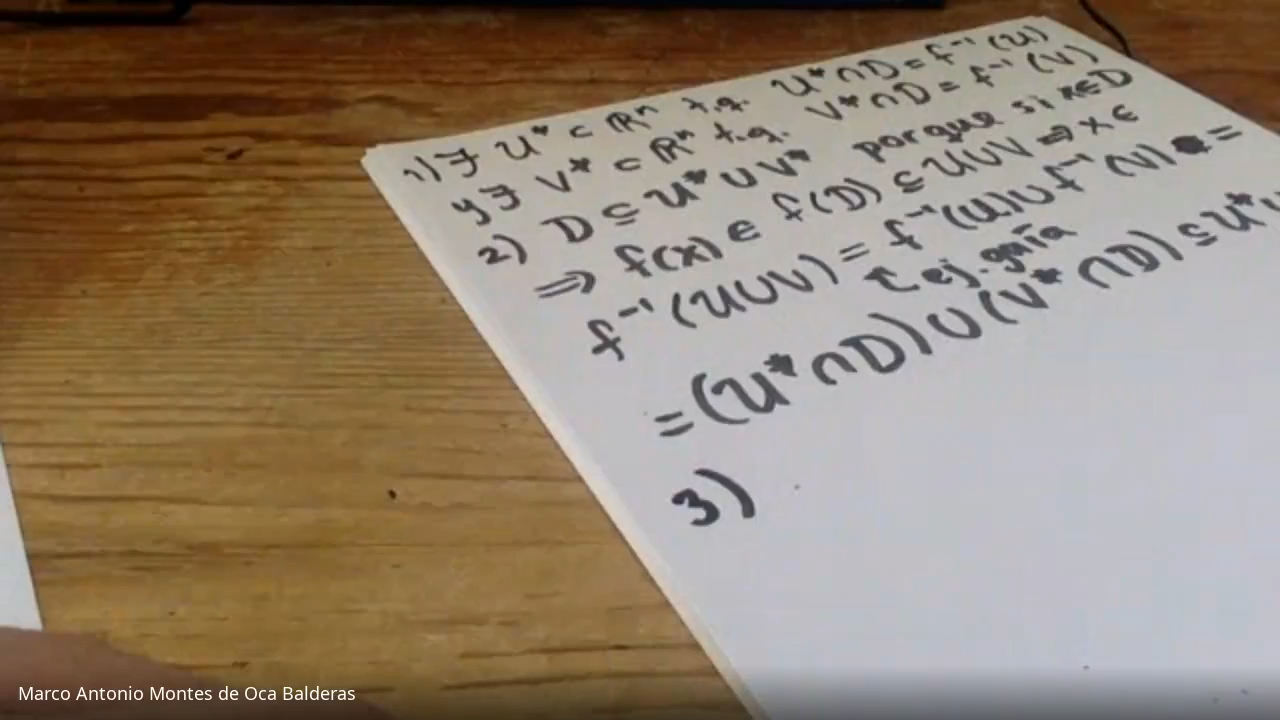 1) ∃ U* ⊂ ℝⁿ t.q. U* ∩ D = f⁻¹(U)
y ∃ V* ⊂ ℝⁿ t.q. V* ∩ D = f⁻¹(V)
2) D ⊆ U* ∪ V* porque si x ∈ D
⇒ f(x) ∈ f(D) ⊆ U ∪ V ⇒ x ∈
f⁻¹(U ∪ V) = f⁻¹(U) ∪ f⁻¹(V) =
↑ ej. guía
= (U* ∩ D) ∪ (V* ∩ D) ⊆ U* ∪
3)
Marco Antonio Montes de Oca Balderas